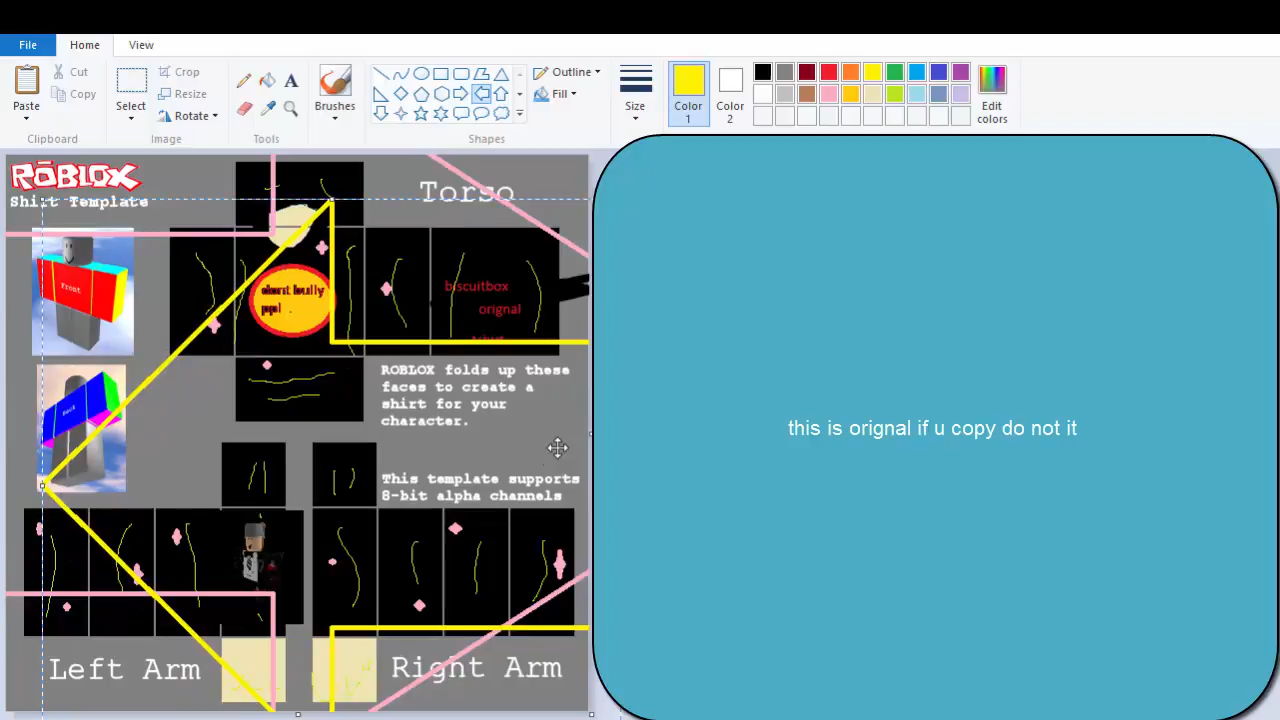 File Home View
Cut
Copy
Paste
Clipboard
Select
Crop
Resize
Rotate
Image
Tools
Brushes
Shapes
Outline
Fill
Size
Color
1
Color
2
Edit
colors
Colors
ROBLOX
Shirt Template
Torso
Front
Back
biscuitbox
orignal
ROBLOX folds up these
faces to create a
shirt for your
character.
This template supports
8-bit alpha channels
Left Arm
Right Arm
this is orignal if u copy do not it